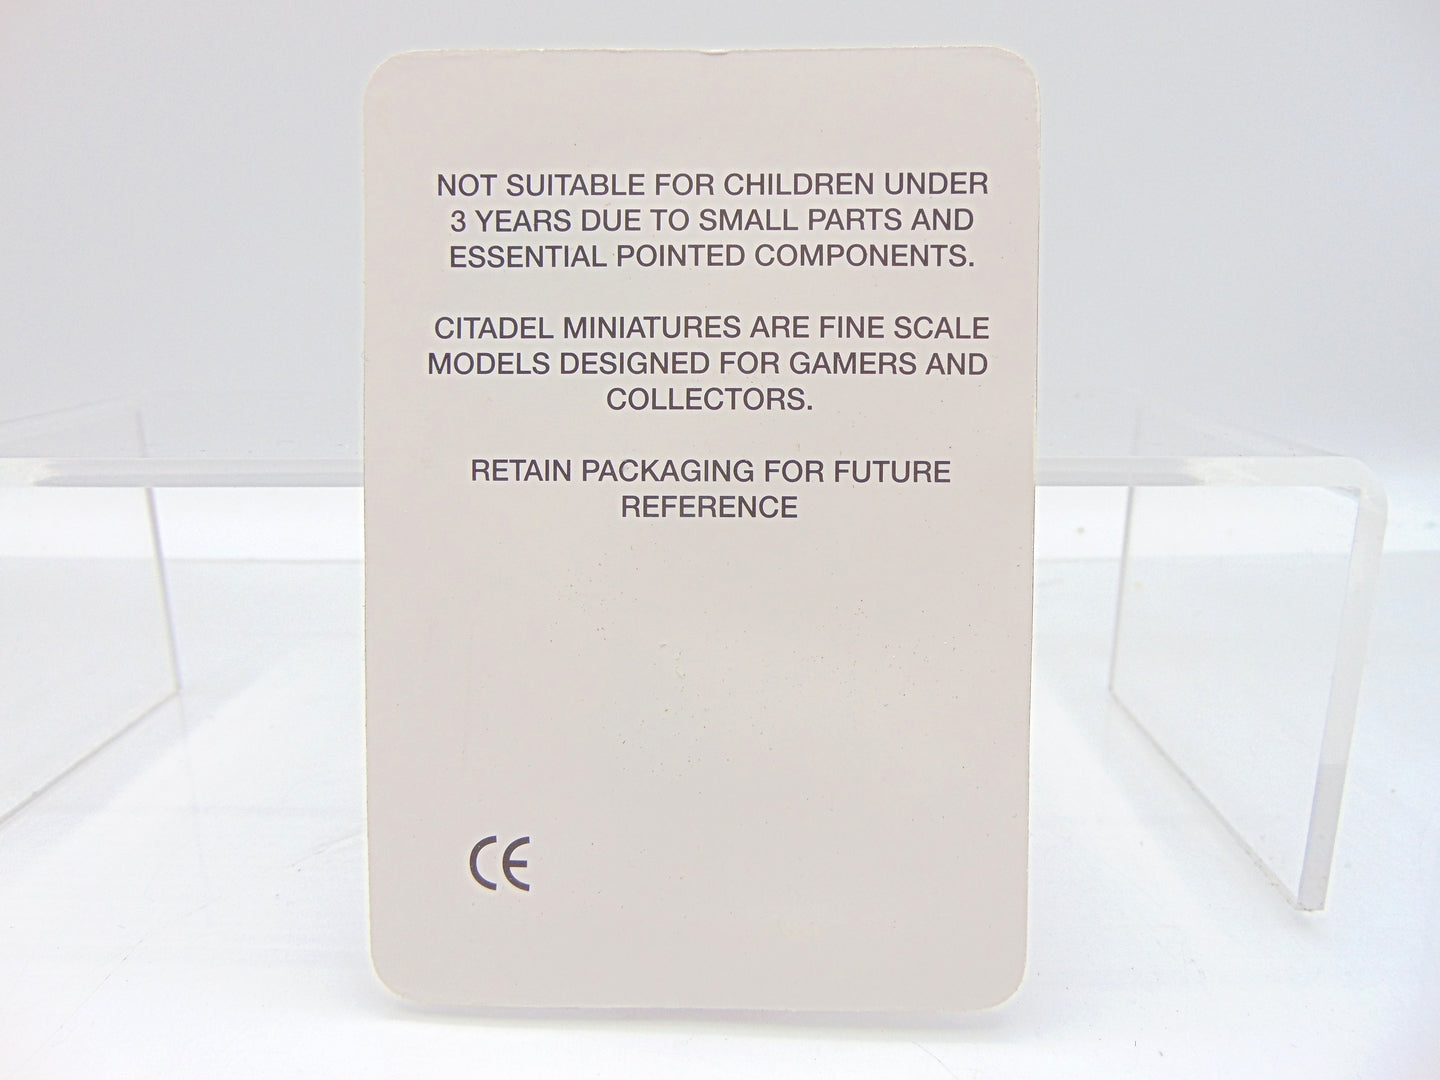 NOT SUITABLE FOR CHILDREN UNDER
3 YEARS DUE TO SMALL PARTS AND
ESSENTIAL POINTED COMPONENTS.
CITADEL MINIATURES ARE FINE SCALE
MODELS DESIGNED FOR GAMERS AND
COLLECTORS.
RETAIN PACKAGING FOR FUTURE
REFERENCE
CE